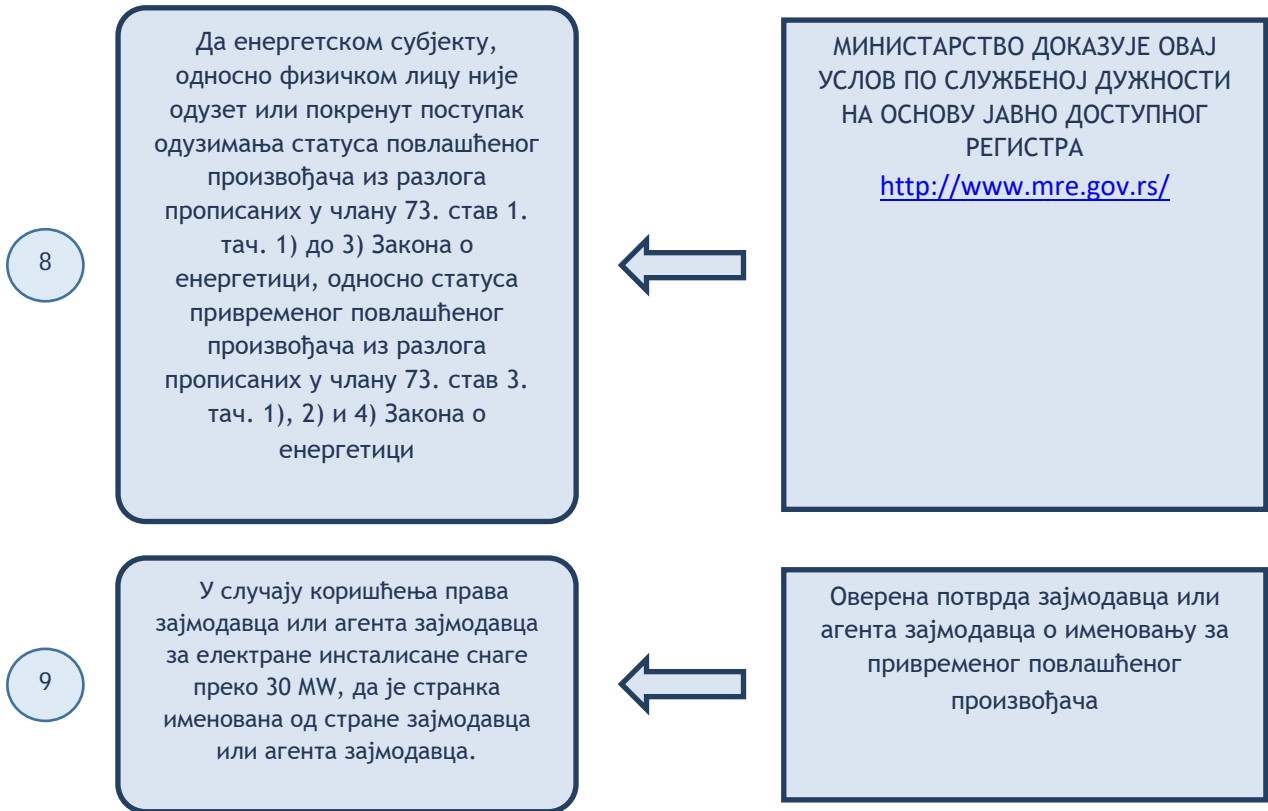 8
Да енергетском субјекту,
односно физичком лицу није
одузет или покренут поступак
одузимања статуса повлашћеног
произвођача из разлога
прописаних у члану 73. став 1.
тач. 1) до 3) Закона о
енергетици, односно статуса
привременог повлашћеног
произвођача из разлога
прописаних у члану 73. став 3.
тач. 1), 2) и 4) Закона о
енергетици
МИНИСТАРСТВО ДОКАЗУЈЕ ОВАЈ
УСЛОВ ПО СЛУЖБЕНОЈ ДУЖНОСТИ
НА ОСНОВУ ЈАВНО ДОСТУПНОГ
РЕГИСТРА
http://www.mre.gov.rs/
9
У случају коришћења права
зајмодавца или агента зајмодавца
за електране инсталисане снаге
преко 30 MW, да је странка
именована од стране зајмодавца
или агента зајмодавца.
Оверена потврда зајмодавца или
агента зајмодавца о именовању за
привременог повлашћеног
произвођача